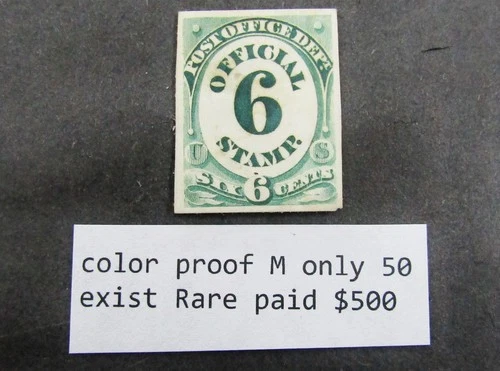 POST OFFICE DEPT.
OFFICIAL
6
STAMP.
U S
SIX 6 CENTS
color proof M only 50
exist Rare paid $500